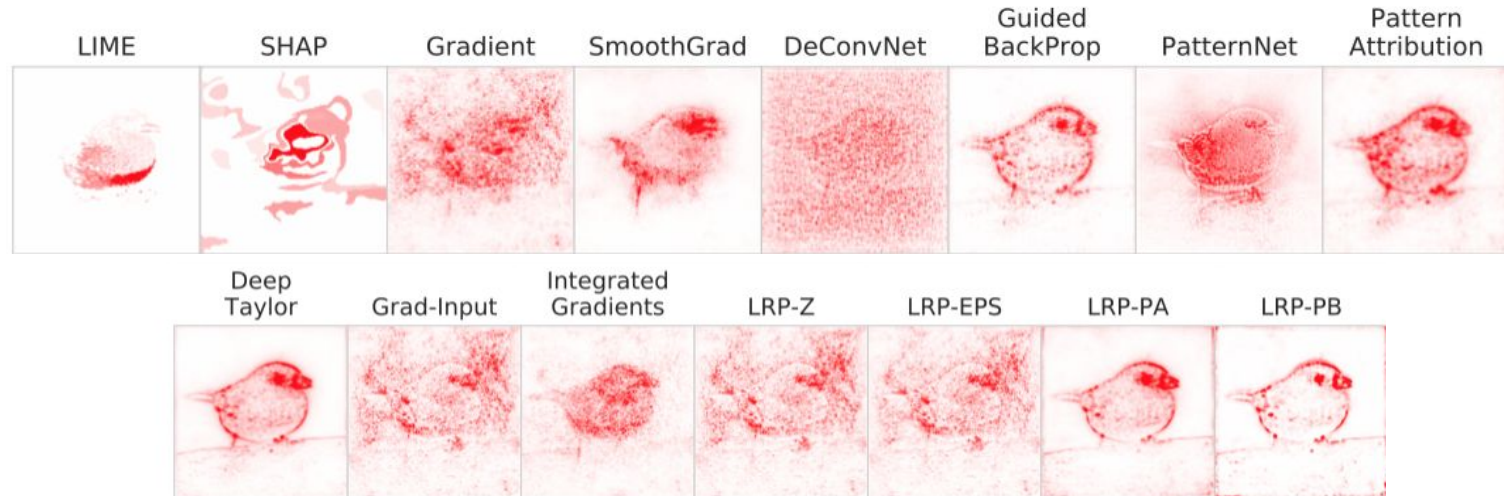 LIME
SHAP
Gradient
SmoothGrad
DeConvNet
Guided
BackProp
PatternNet
Pattern
Attribution
Deep
Taylor
Grad-Input
Integrated
Gradients
LRP-Z
LRP-EPS
LRP-PA
LRP-PB